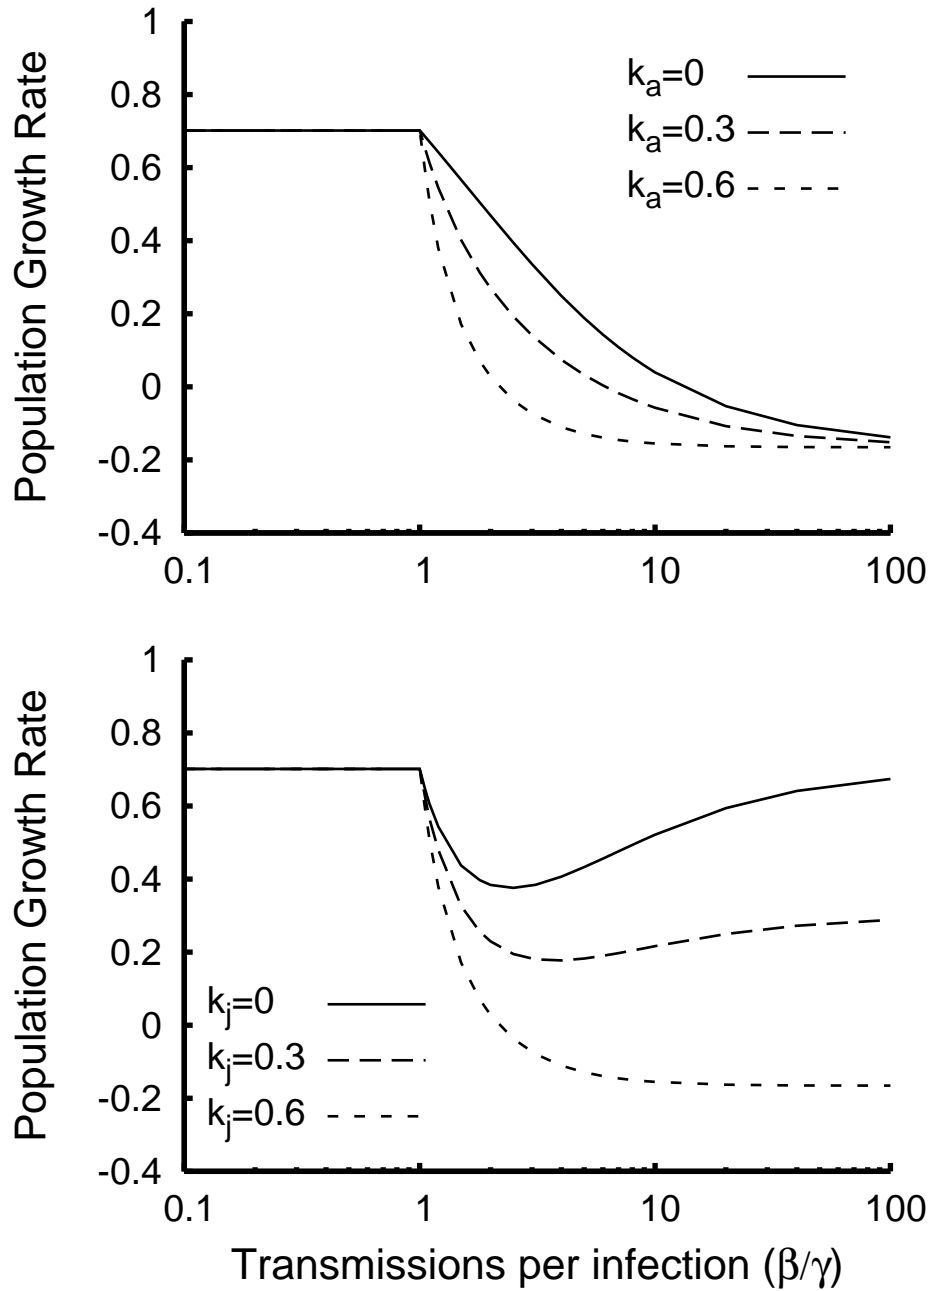 1
0.8
0.6
0.4
0.2
0
-0.2
-0.4
Population Growth Rate
k_a=0
k_a=0.3
k_a=0.6
0.1 1 10 100
1
0.8
0.6
0.4
0.2
0
-0.2
-0.4
Population Growth Rate
k_j=0
k_j=0.3
k_j=0.6
0.1 1 10 100
Transmissions per infection (β/γ)